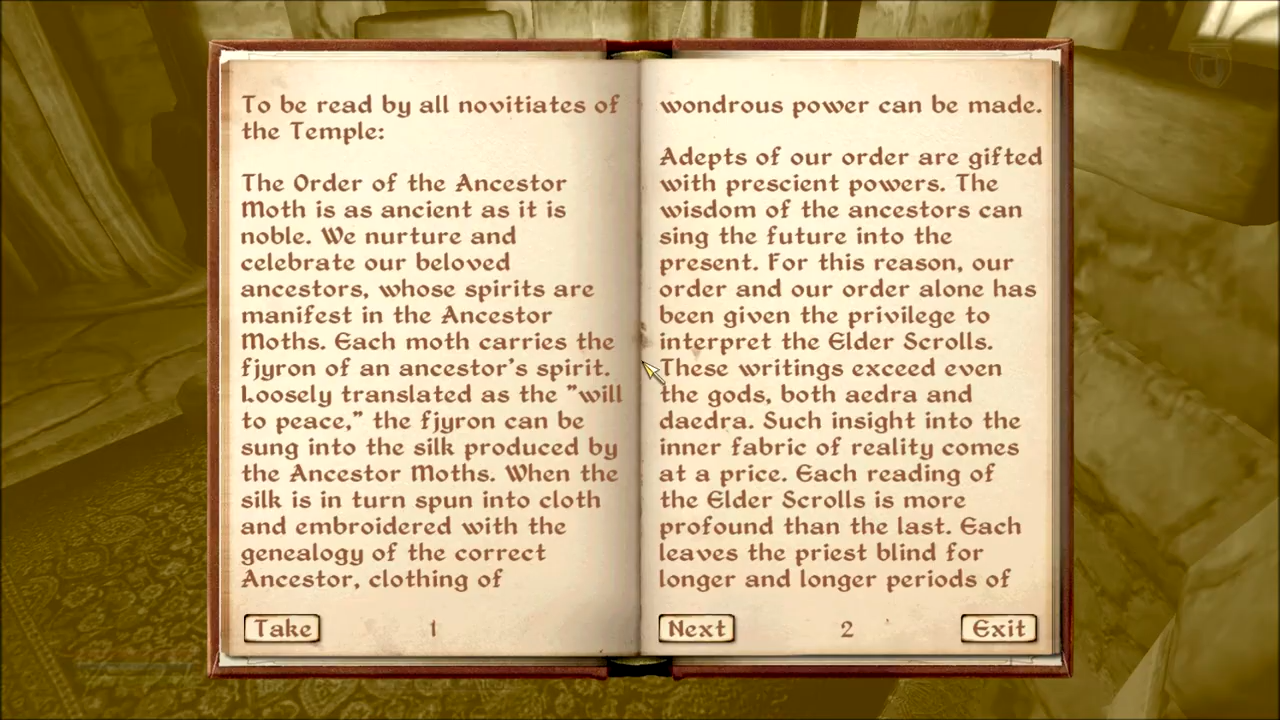 To be read by all novitiates of
the Temple:
The Order of the Ancestor
Moth is as ancient as it is
noble. We nurture and
celebrate our beloved
ancestors, whose spirits are
manifest in the Ancestor
Moths. Each moth carries the
fjyron of an ancestor's spirit.
Loosely translated as the "will
to peace," the fjyron can be
sung into the silk produced by
the Ancestor Moths. When the
silk is in turn spun into cloth
and embroidered with the
genealogy of the correct
Ancestor, clothing of
Take
1
wondrous power can be made.
Adepts of our order are gifted
with prescient powers. The
wisdom of the ancestors can
sing the future into the
present. For this reason, our
order and our order alone has
been given the privilege to
interpret the Elder Scrolls.
These writings exceed even
the gods, both aedra and
daedra. Such insight into the
inner fabric of reality comes
at a price. Each reading of
the Elder Scrolls is more
profound than the last. Each
leaves the priest blind for
longer and longer periods of
Next
2
Exit